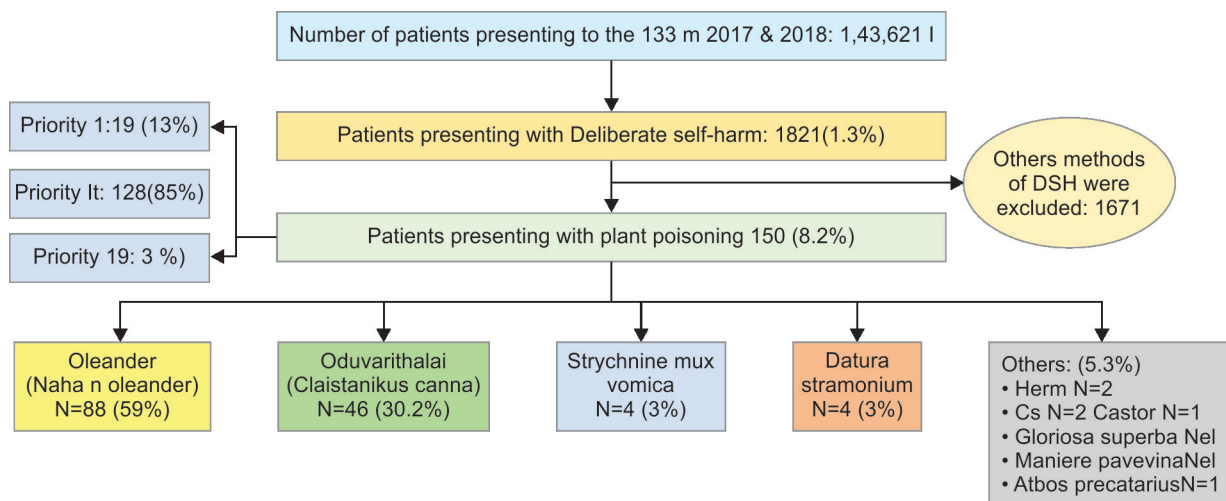 Number of patients presenting to the 133 m 2017 & 2018: 1,43,621 I
Priority 1:19 (13%)
Patients presenting with Deliberate self-harm: 1821(1.3%)
Others methods
of DSH were
excluded: 1671
Priority It: 128(85%)
Patients presenting with plant poisoning 150 (8.2%)
Priority 19: 3 %)
Oleander
(Naha n oleander)
N=88 (59%)
Oduvarithalai
(Claistanikus canna)
N=46 (30.2%)
Strychnine mux
vomica
N=4 (3%)
Datura
stramonium
N=4 (3%)
Others: (5.3%)
• Herm N=2
• Cs N=2 Castor N=1
• Gloriosa superba Nel
• Maniere pavevinaNel
• Atbos precatariusN=1